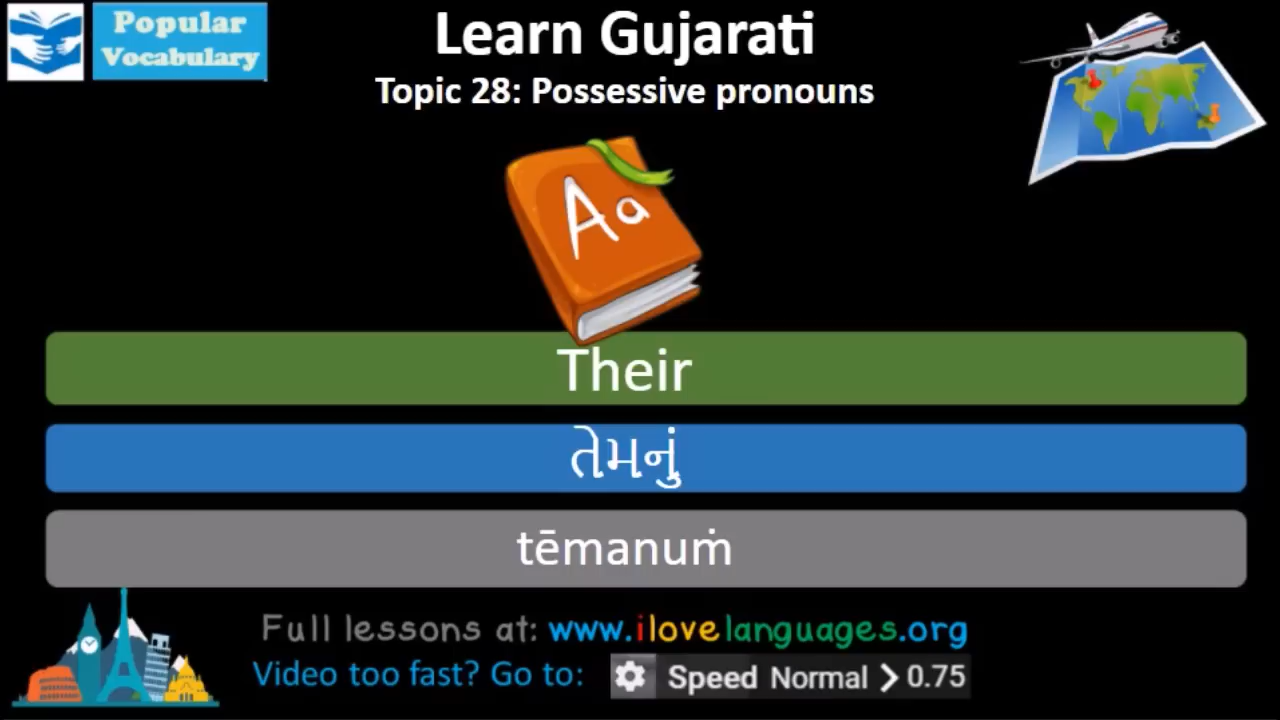 Popular
Vocabulary
Learn Gujarati
Topic 28: Possessive pronouns
Aa
Their
તેમનું
tēmanuṁ
Full lessons at: www.ilovelanguages.org
Video too fast? Go to: Speed Normal > 0.75